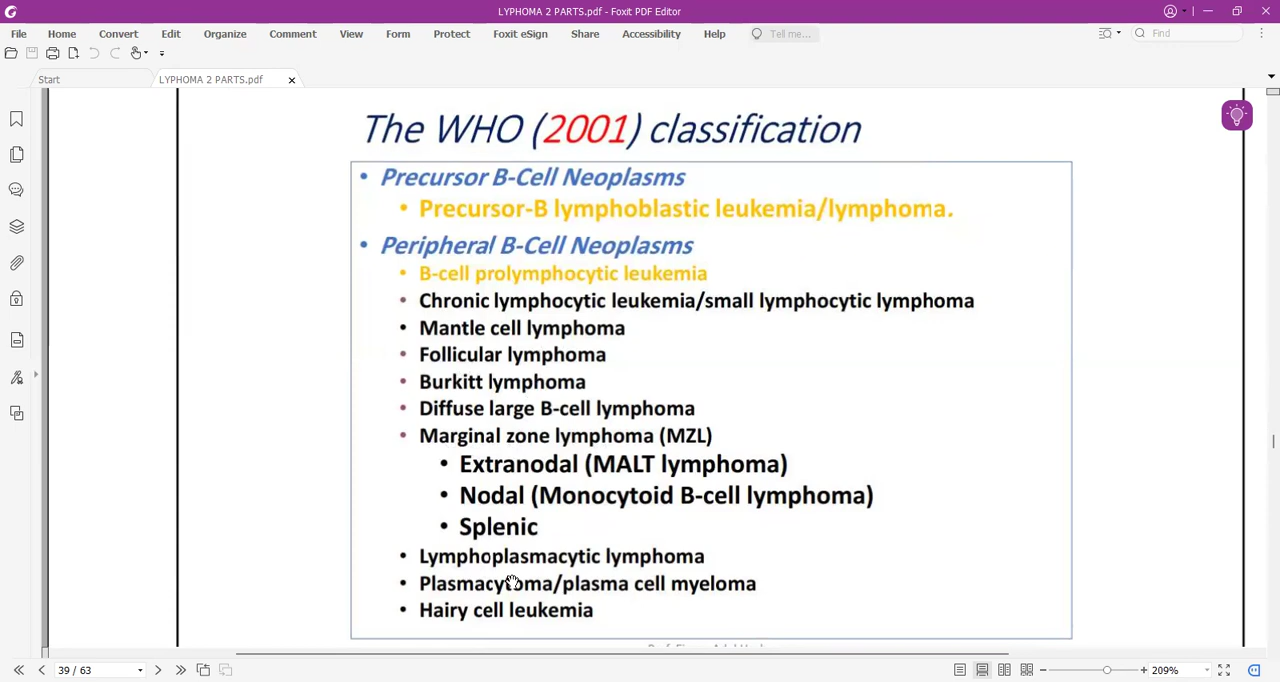 LYPHOMA 2 PARTS.pdf - Foxit PDF Editor
File Home Convert Edit Organize Comment View Form Protect Foxit eSign Share Accessibility Help Tell me... Find
Start LYPHOMA 2 PARTS.pdf
The WHO (2001) classification
• Precursor B-Cell Neoplasms
• Precursor-B lymphoblastic leukemia/lymphoma.
• Peripheral B-Cell Neoplasms
• B-cell prolymphocytic leukemia
• Chronic lymphocytic leukemia/small lymphocytic lymphoma
• Mantle cell lymphoma
• Follicular lymphoma
• Burkitt lymphoma
• Diffuse large B-cell lymphoma
• Marginal zone lymphoma (MZL)
• Extranodal (MALT lymphoma)
• Nodal (Monocytoid B-cell lymphoma)
• Splenic
• Lymphoplasmacytic lymphoma
• Plasmacytoma/plasma cell myeloma
• Hairy cell leukemia
39 / 63 209%